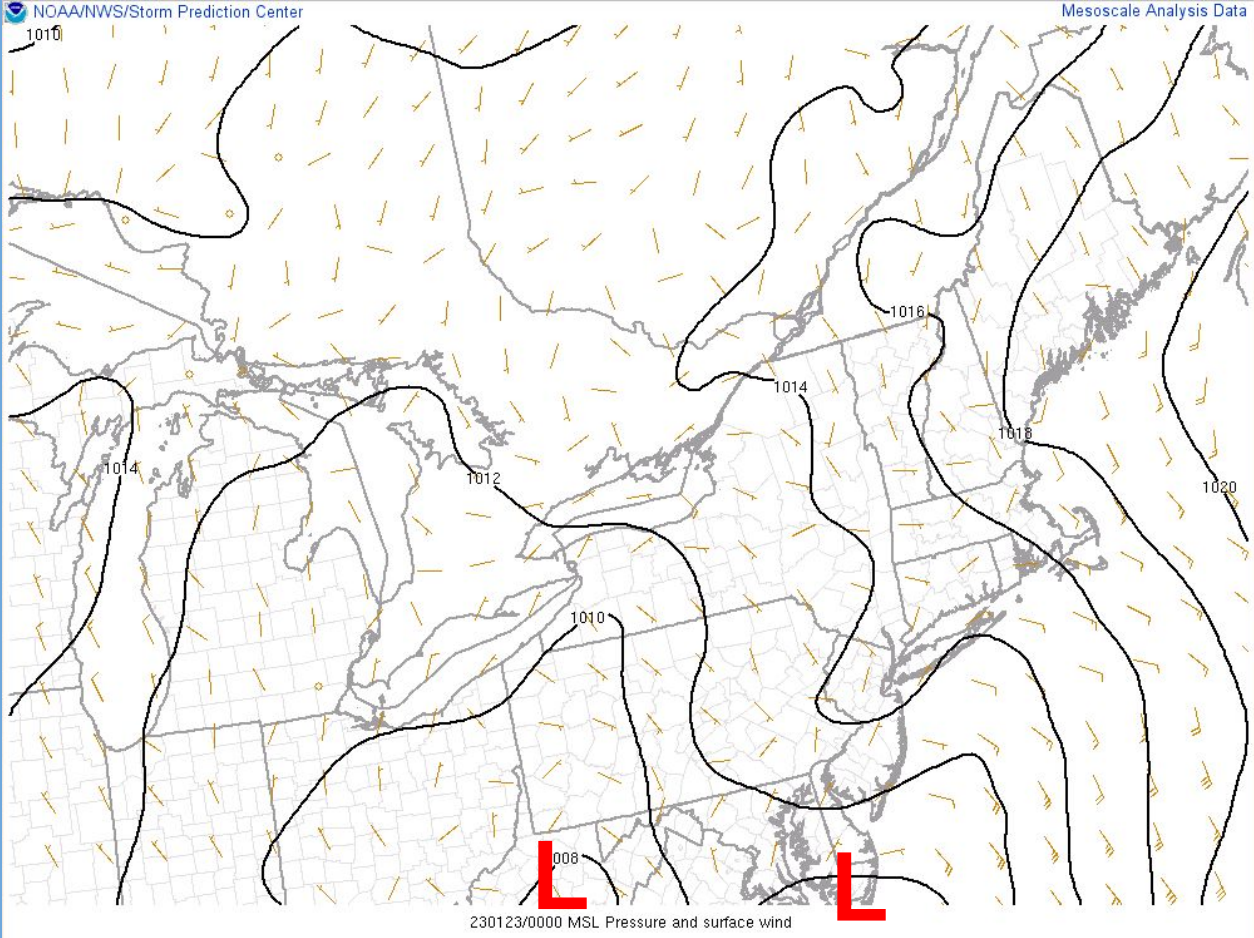 NOAA/NWS/Storm Prediction Center
Mesoscale Analysis Data
1010
1016
1014
1018
1014
1012
1020
1010
008
L
L
230123/0000 MSL Pressure and surface wind